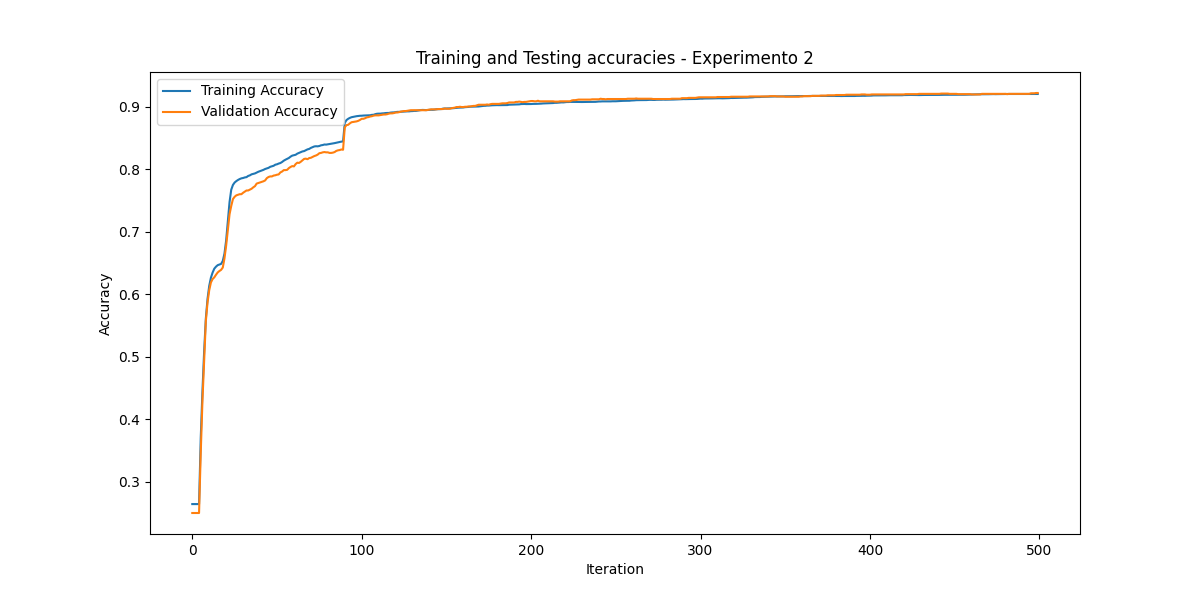 Training and Testing accuracies - Experimento 2
Training Accuracy
Validation Accuracy
Accuracy
0.9
0.8
0.7
0.6
0.5
0.4
0.3
0 100 200 300 400 500
Iteration